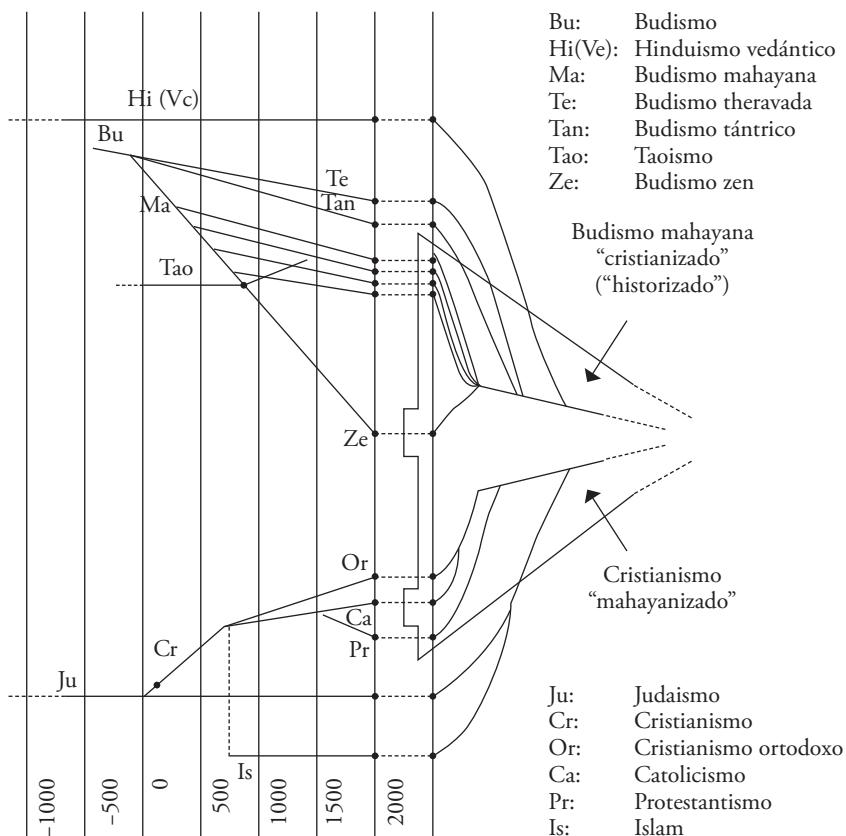 Bu: Budismo
Hi(Ve): Hinduismo vedántico
Ma: Budismo mahayana
Te: Budismo theravada
Tan: Budismo tántrico
Tao: Taoismo
Ze: Budismo zen
Hi (Vc)
Bu
Te
Tan
Ma
Tao
Ze
Budismo mahayana
“cristianizado”
(“historizado”)
Or
Ca
Pr
Cr
Ju
Is
Cristianismo
“mahayanizado”
Ju: Judaismo
Cr: Cristianismo
Or: Cristianismo ortodoxo
Ca: Catolicismo
Pr: Protestantismo
Is: Islam
–1000
–500
0
500
1000
1500
2000